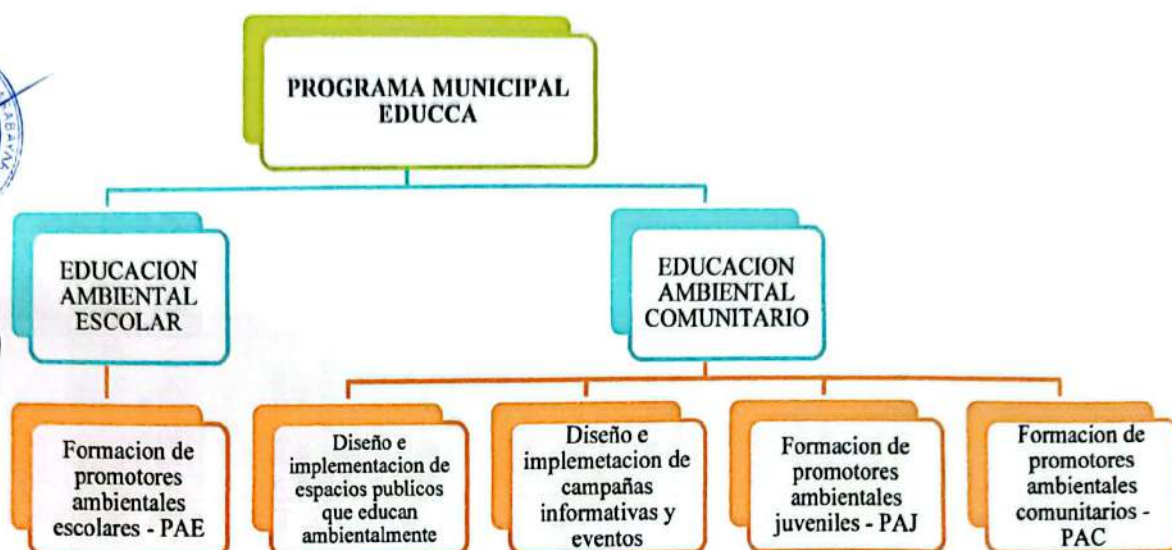 PROGRAMA MUNICIPAL
EDUCCA
EDUCACION
AMBIENTAL
ESCOLAR
EDUCACION
AMBIENTAL
COMUNITARIO
Formacion de
promotores
ambientales
escolares - PAE
Diseño e
implementacion de
espacios publicos
que educan
ambientalmente
Diseño e
implemetacion de
campañas
informativas y
eventos
Formacion de
promotores
ambientales
juveniles - PAJ
Formacion de
promotores
ambientales
comunitarios -
PAC